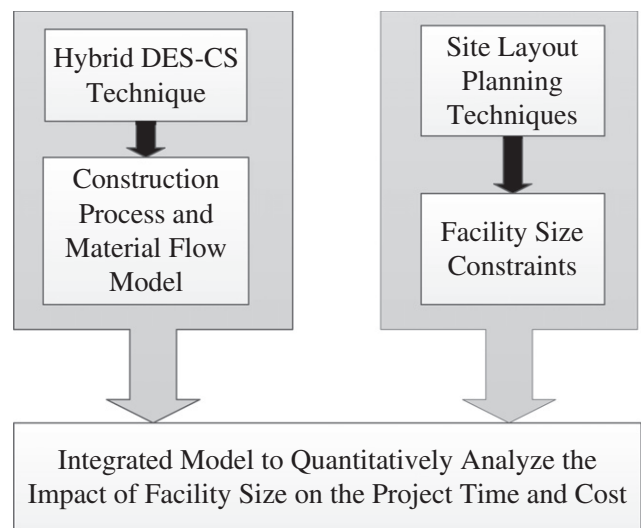 Hybrid DES-CS
Technique
Construction
Process and
Material Flow
Model
Site Layout
Planning
Techniques
Facility Size
Constraints
Integrated Model to Quantitatively Analyze the
Impact of Facility Size on the Project Time and Cost